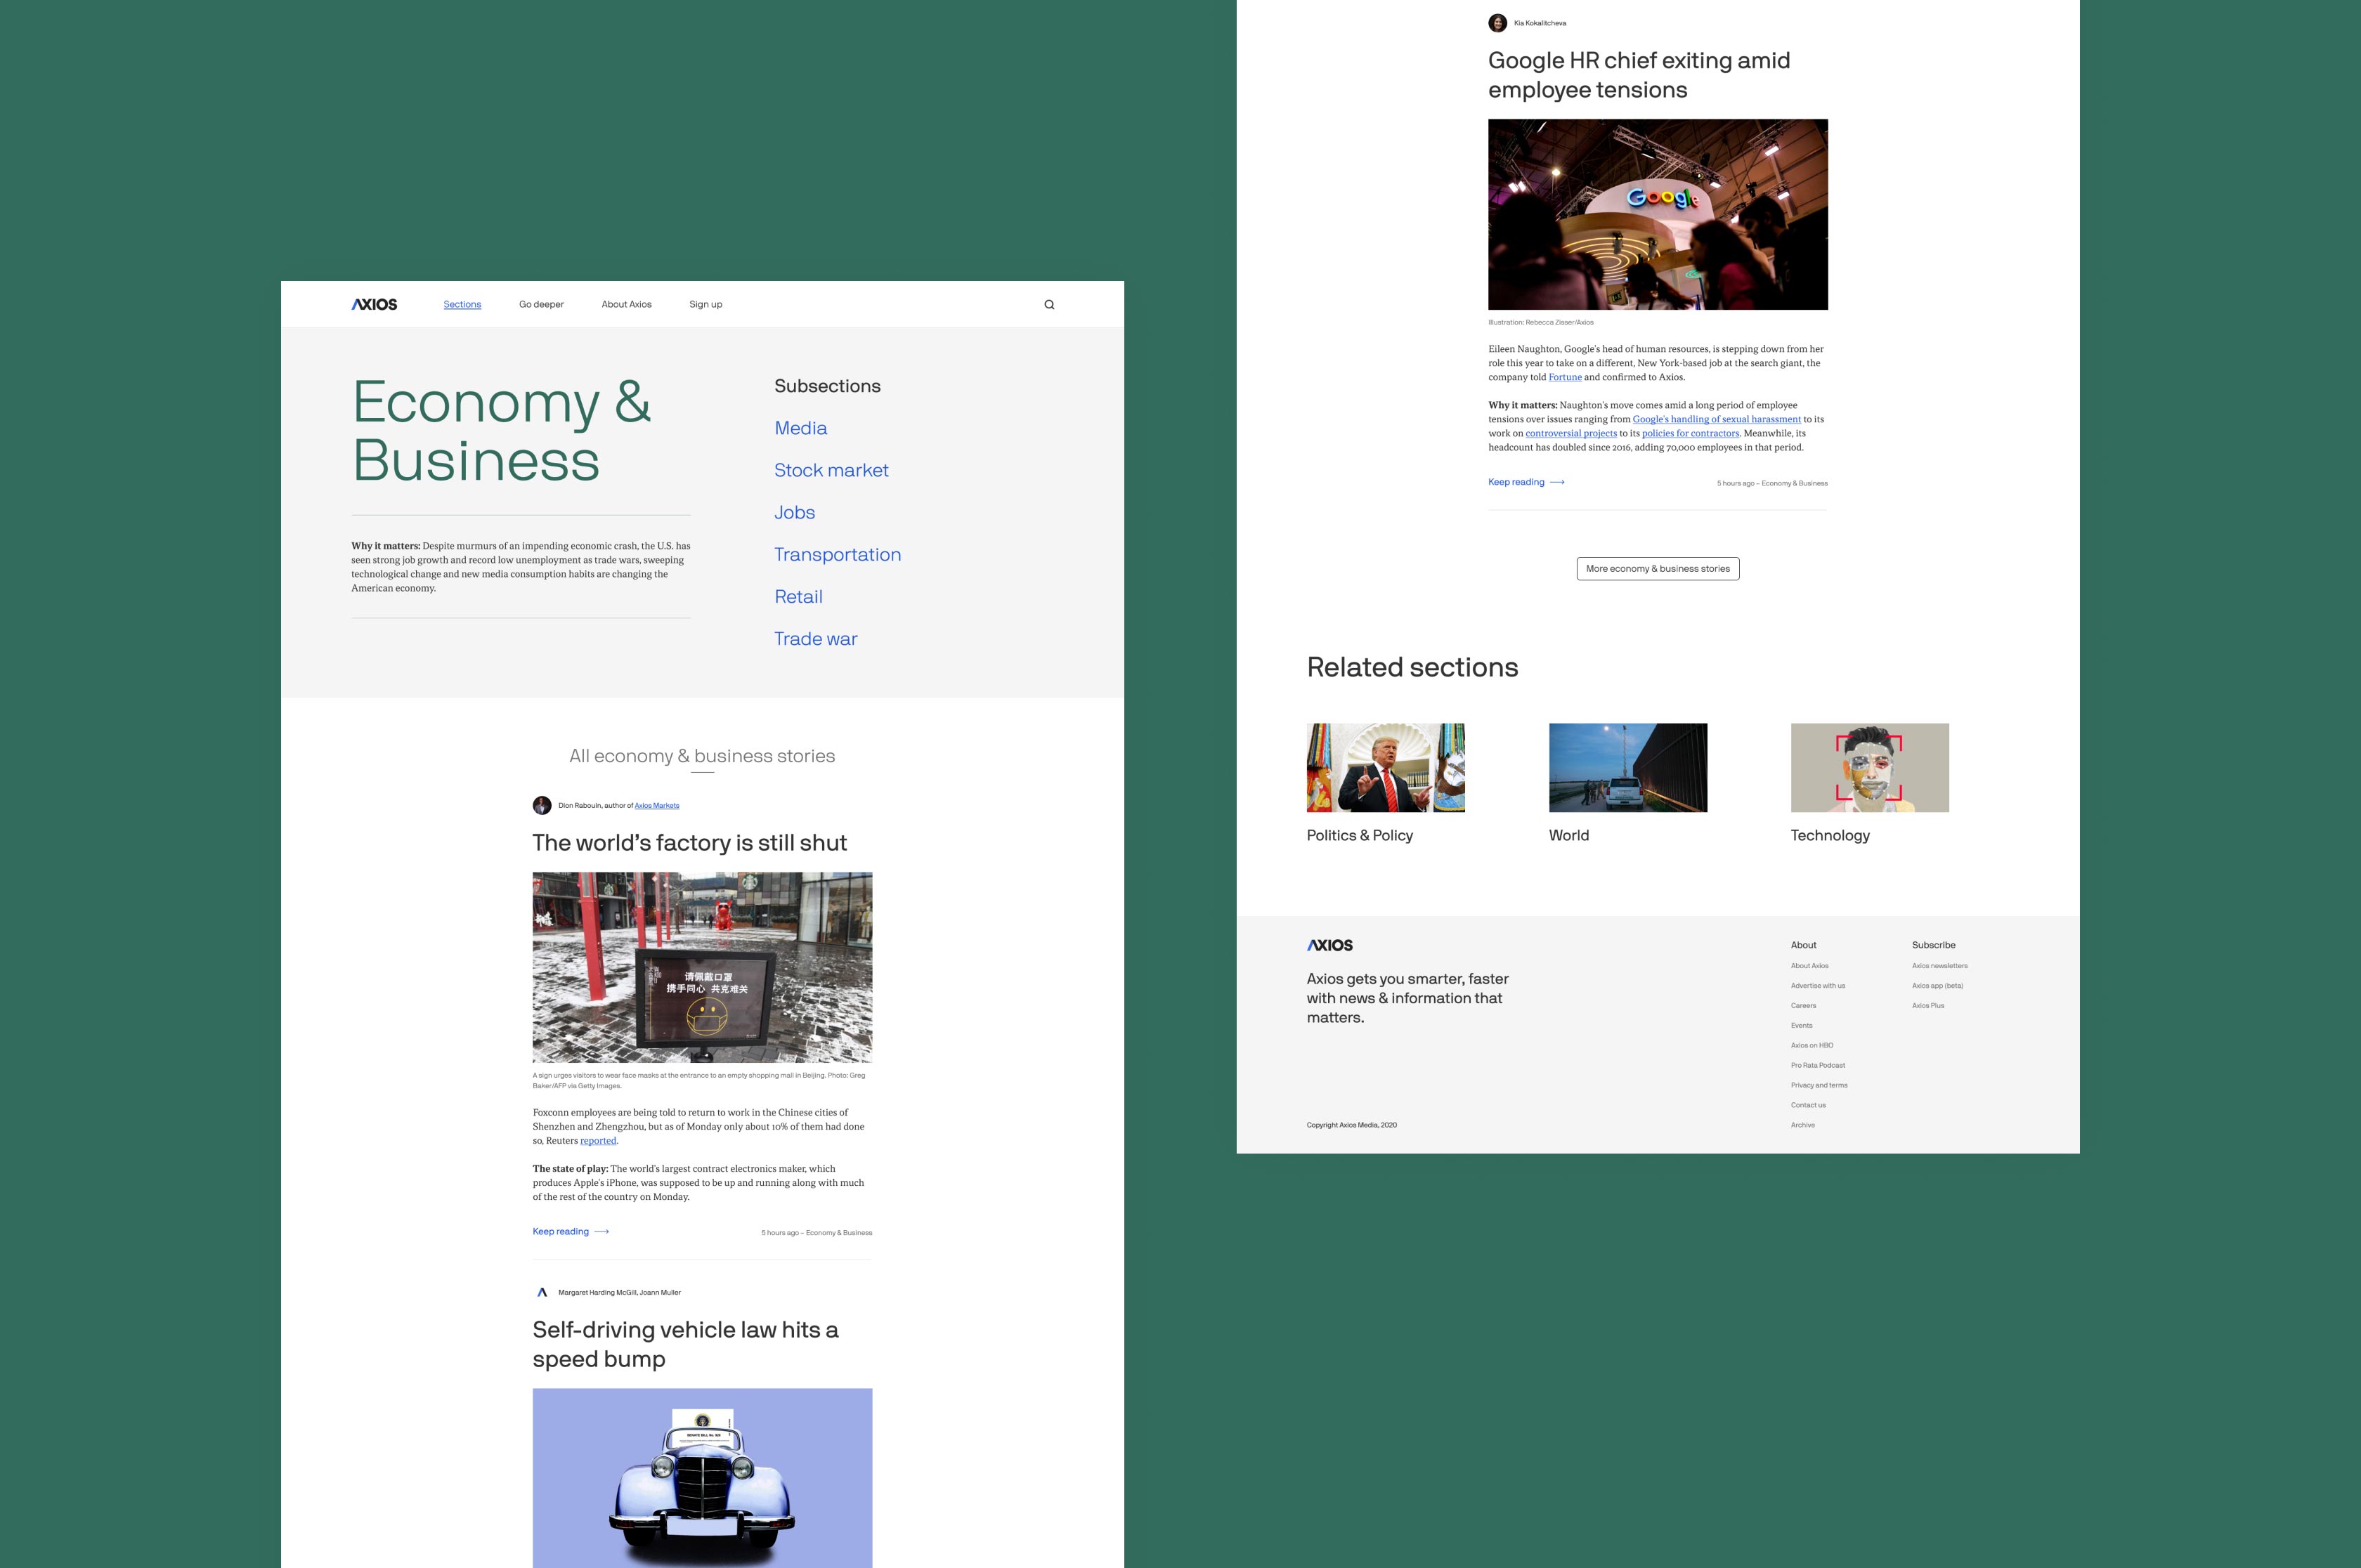 AXIOS
Sections
Go deeper
About Axios
Sign up
Economy &
Business
Why it matters: Despite murmurs of an impending economic crash, the U.S. has
seen strong job growth and record low unemployment as trade wars, sweeping
technological change and new media consumption habits are changing the
American economy.
Subsections
Media
Stock market
Jobs
Transportation
Retail
Trade war
All economy & business stories
Dion Rabouin, author of Axios Markets
The world's factory is still shut
请佩戴口罩
携手同心 共克难关
A sign urges visitors to wear face masks at the entrance to an empty shopping mall in Beijing. Photo: Greg
Baker/AFP via Getty Images.
Foxconn employees are being told to return to work in the Chinese cities of
Shenzhen and Zhengzhou, but as of Monday only about 10% of them had done
so, Reuters reported.
The state of play: The world's largest contract electronics maker, which
produces Apple's iPhone, was supposed to be up and running along with much
of the rest of the country on Monday.
Keep reading
5 hours ago – Economy & Business
Margaret Harding McGill, Joann Muller
Self-driving vehicle law hits a
speed bump
Kia Kokalitcheva
Google HR chief exiting amid
employee tensions
Google
Illustration: Rebecca Zisser/Axios
Eileen Naughton, Google's head of human resources, is stepping down from her
role this year to take on a different, New York-based job at the search giant, the
company told Fortune and confirmed to Axios.
Why it matters: Naughton's move comes amid a long period of employee
tensions over issues ranging from Google's handling of sexual harassment to its
work on controversial projects to its policies for contractors. Meanwhile, its
headcount has doubled since 2016, adding 70,000 employees in that period.
Keep reading
5 hours ago – Economy & Business
More economy & business stories
Related sections
Politics & Policy
World
Technology
AXIOS
Axios gets you smarter, faster
with news & information that
matters.
Copyright Axios Media, 2020
About
About Axios
Advertise with us
Careers
Events
Axios on HBO
Pro Rata Podcast
Privacy and terms
Contact us
Archive
Subscribe
Axios newsletters
Axios app (beta)
Axios Plus